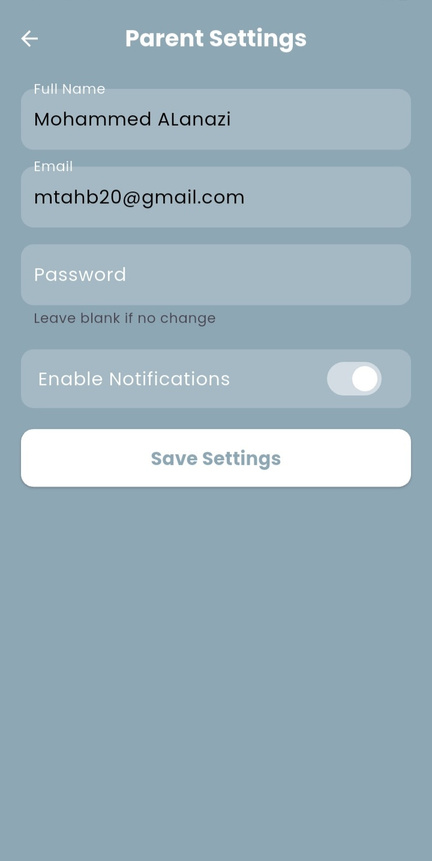 Parent Settings
Full Name
Mohammed ALanazi
Email
mtahb20@gmail.com
Password
Leave blank if no change
Enable Notifications
Save Settings